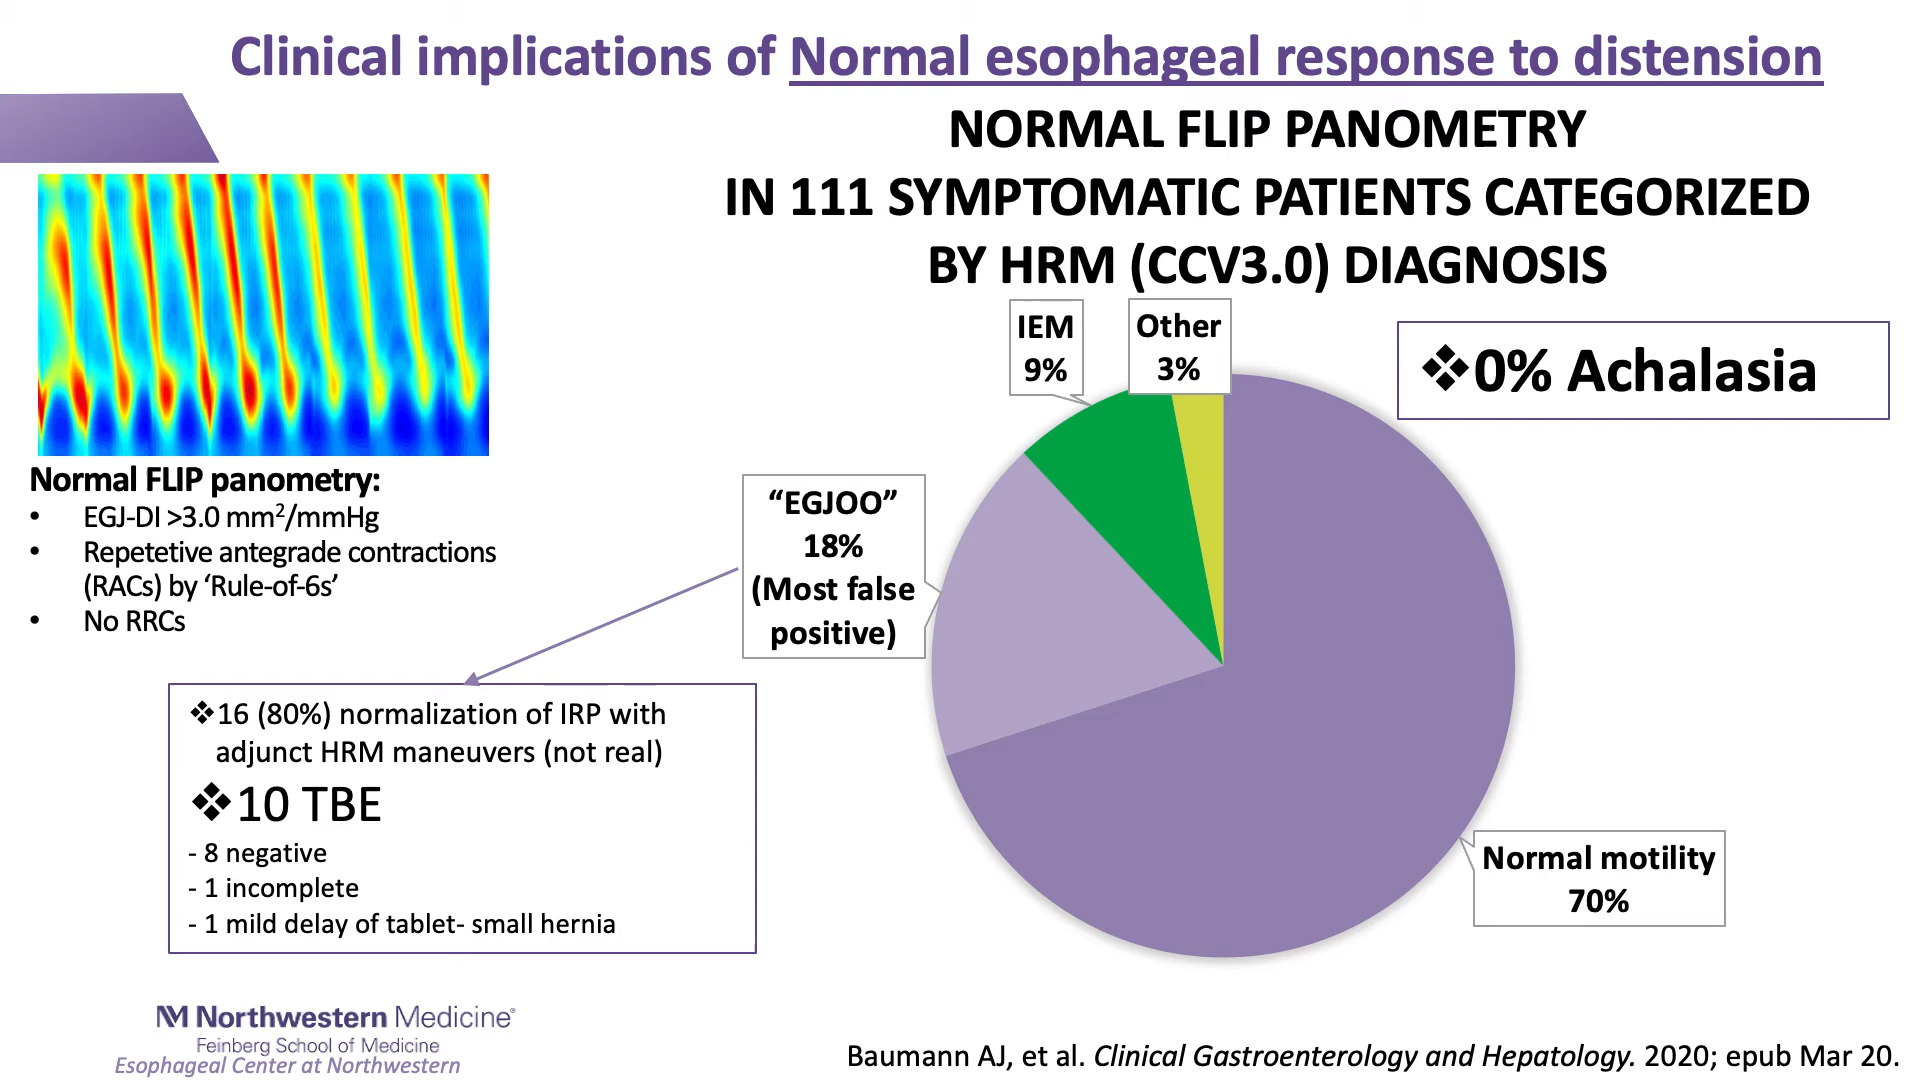 Clinical implications of Normal esophageal response to distension
NORMAL FLIP PANOMETRY
IN 111 SYMPTOMATIC PATIENTS CATEGORIZED
BY HRM (CCV3.0) DIAGNOSIS
IEM
9%
Other
3%
❖0% Achalasia
Normal FLIP panometry:
• EGJ-DI >3.0 mm²/mmHg
• Repetetive antegrade contractions
(RACs) by ‘Rule-of-6s’
• No RRCs
“EGJOO”
18%
(Most false
positive)
❖16 (80%) normalization of IRP with
adjunct HRM maneuvers (not real)
❖10 TBE
- 8 negative
- 1 incomplete
- 1 mild delay of tablet- small hernia
Normal motility
70%
NM Northwestern Medicine®
Feinberg School of Medicine
Esophageal Center at Northwestern
Baumann AJ, et al. Clinical Gastroenterology and Hepatology. 2020; epub Mar 20.